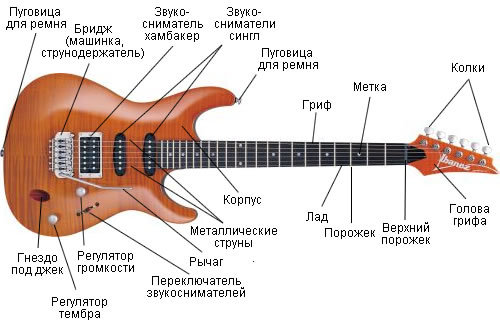 Пуговица
для ремня
Бридж
(машинка,
струнодержатель)
Звуко-
сниматель
хамбакер
Звуко-
сниматели
сингл
Пуговица
для ремня
Гриф
Метка
Колки
Ibanez
Корпус
Лад
Порожек
Верхний
порожек
Голова
грифа
Металлические
струны
Рычаг
Гнездо
под джек
Регулятор
громкости
Переключатель
звукоснимателей
Регулятор
тембра